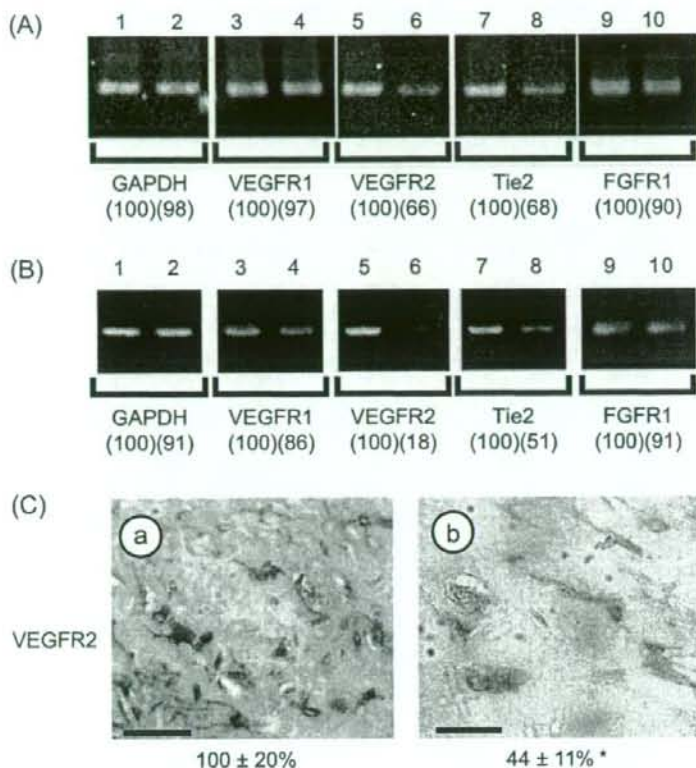 (A)
1 2 3 4 5 6 7 8 9 10
GAPDH VEGFR1 VEGFR2 Tie2 FGFR1
(100)(98) (100)(97) (100)(66) (100)(68) (100)(90)
(B)
1 2 3 4 5 6 7 8 9 10
GAPDH VEGFR1 VEGFR2 Tie2 FGFR1
(100)(91) (100)(86) (100)(18) (100)(51) (100)(91)
(C)
a b
VEGFR2
100 ± 20% 44 ± 11% *